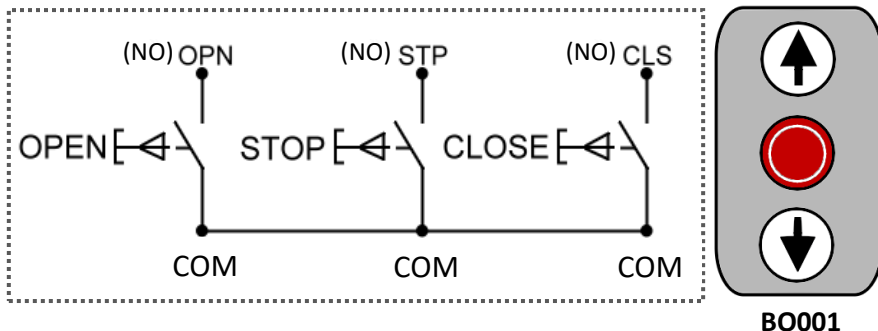 (NO) OPN (NO) STP (NO) CLS
OPEN STOP CLOSE
COM COM COM
BO001